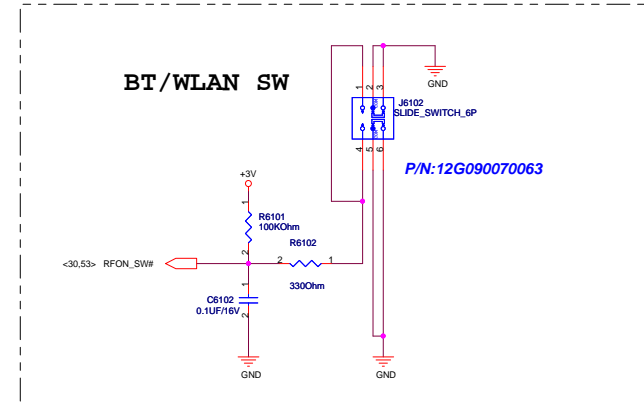 BT/WLAN SW
1
2
3
GND
J6102
SLIDE_SWITCH_6P
4
5
6
P/N:12G090070063
+3V
1
R6101
100KOhm
2
R6102
2
1
330Ohm
<30,53> RFON_SW#
C6102
0.1UF/16V
1
2
GND
GND